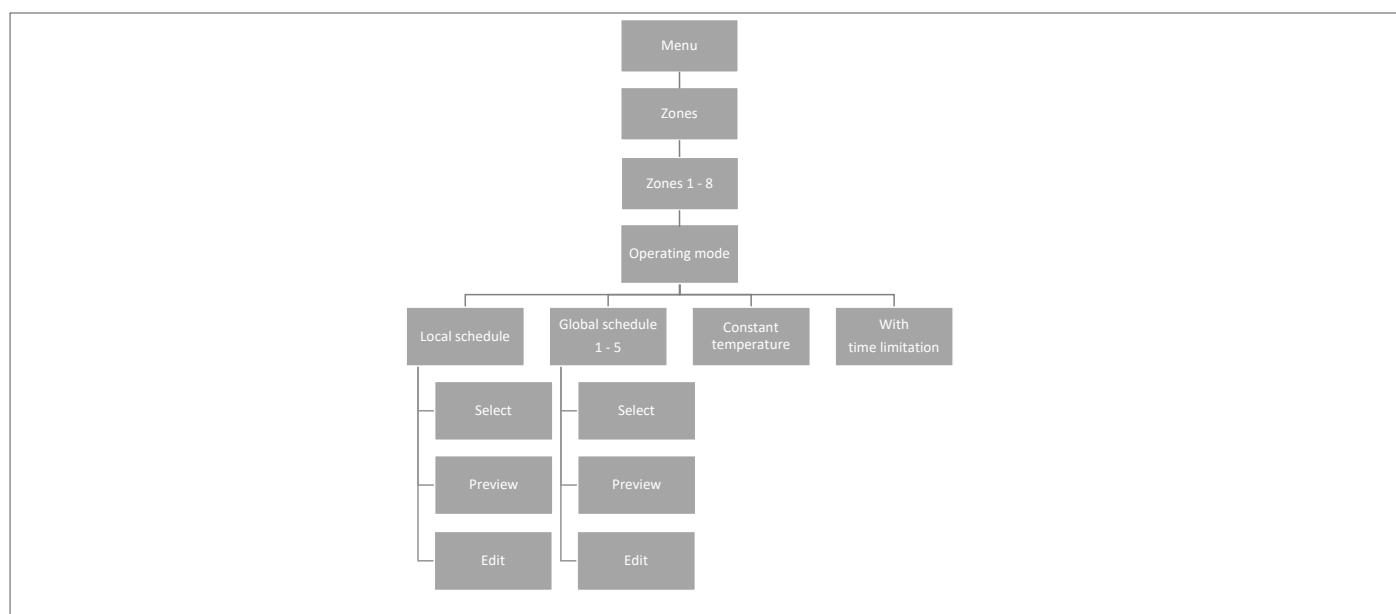 Menu
Zones
Zones 1 - 8
Operating mode
Local schedule
Global schedule
1 - 5
Constant
temperature
With
time limitation
Select
Select
Preview
Preview
Edit
Edit